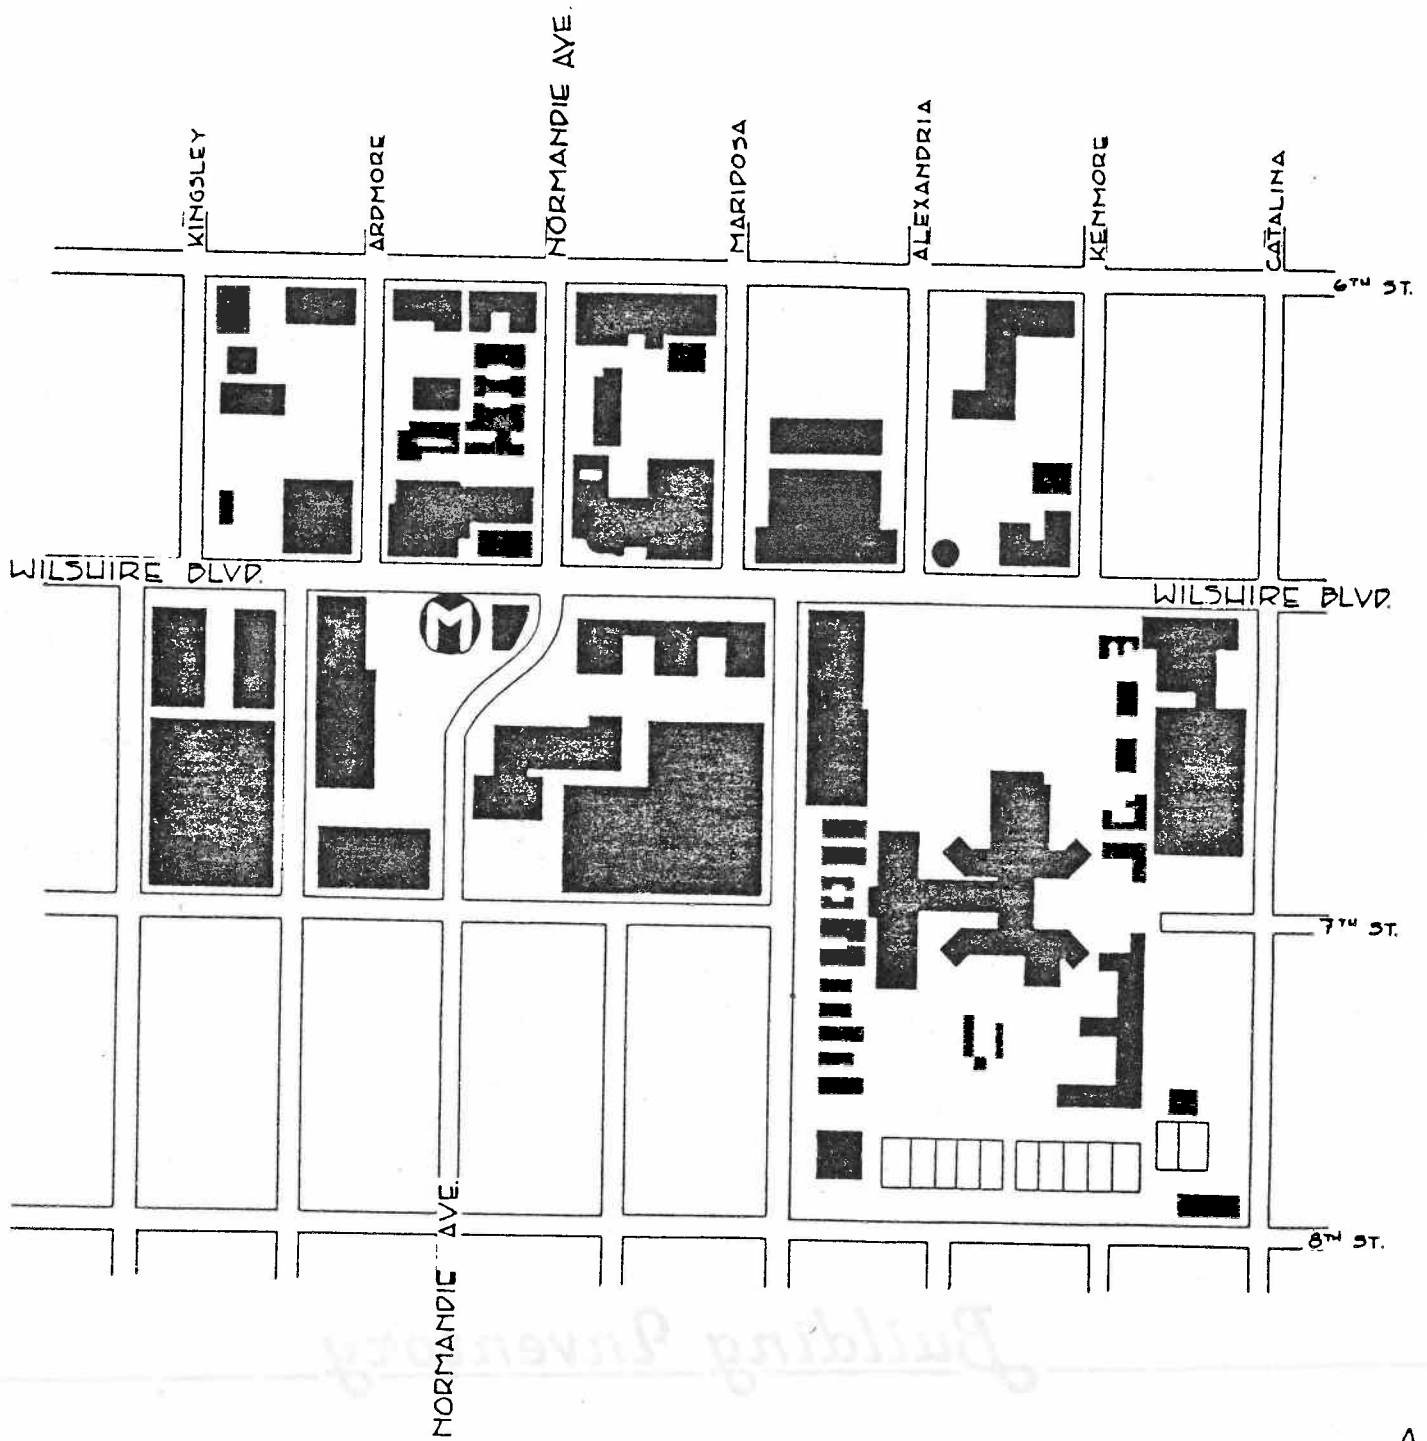 KINGSLEY
ARDMORE
NORMANDIE AVE.
MARIPOSA
ALEXANDRIA
KENMORE
CATALINA
6TH ST.
WILSHIRE BLVD.
M
WILSHIRE BLVD.
7TH ST.
8TH ST.
NORMANDIE AVE.
Building Inventory